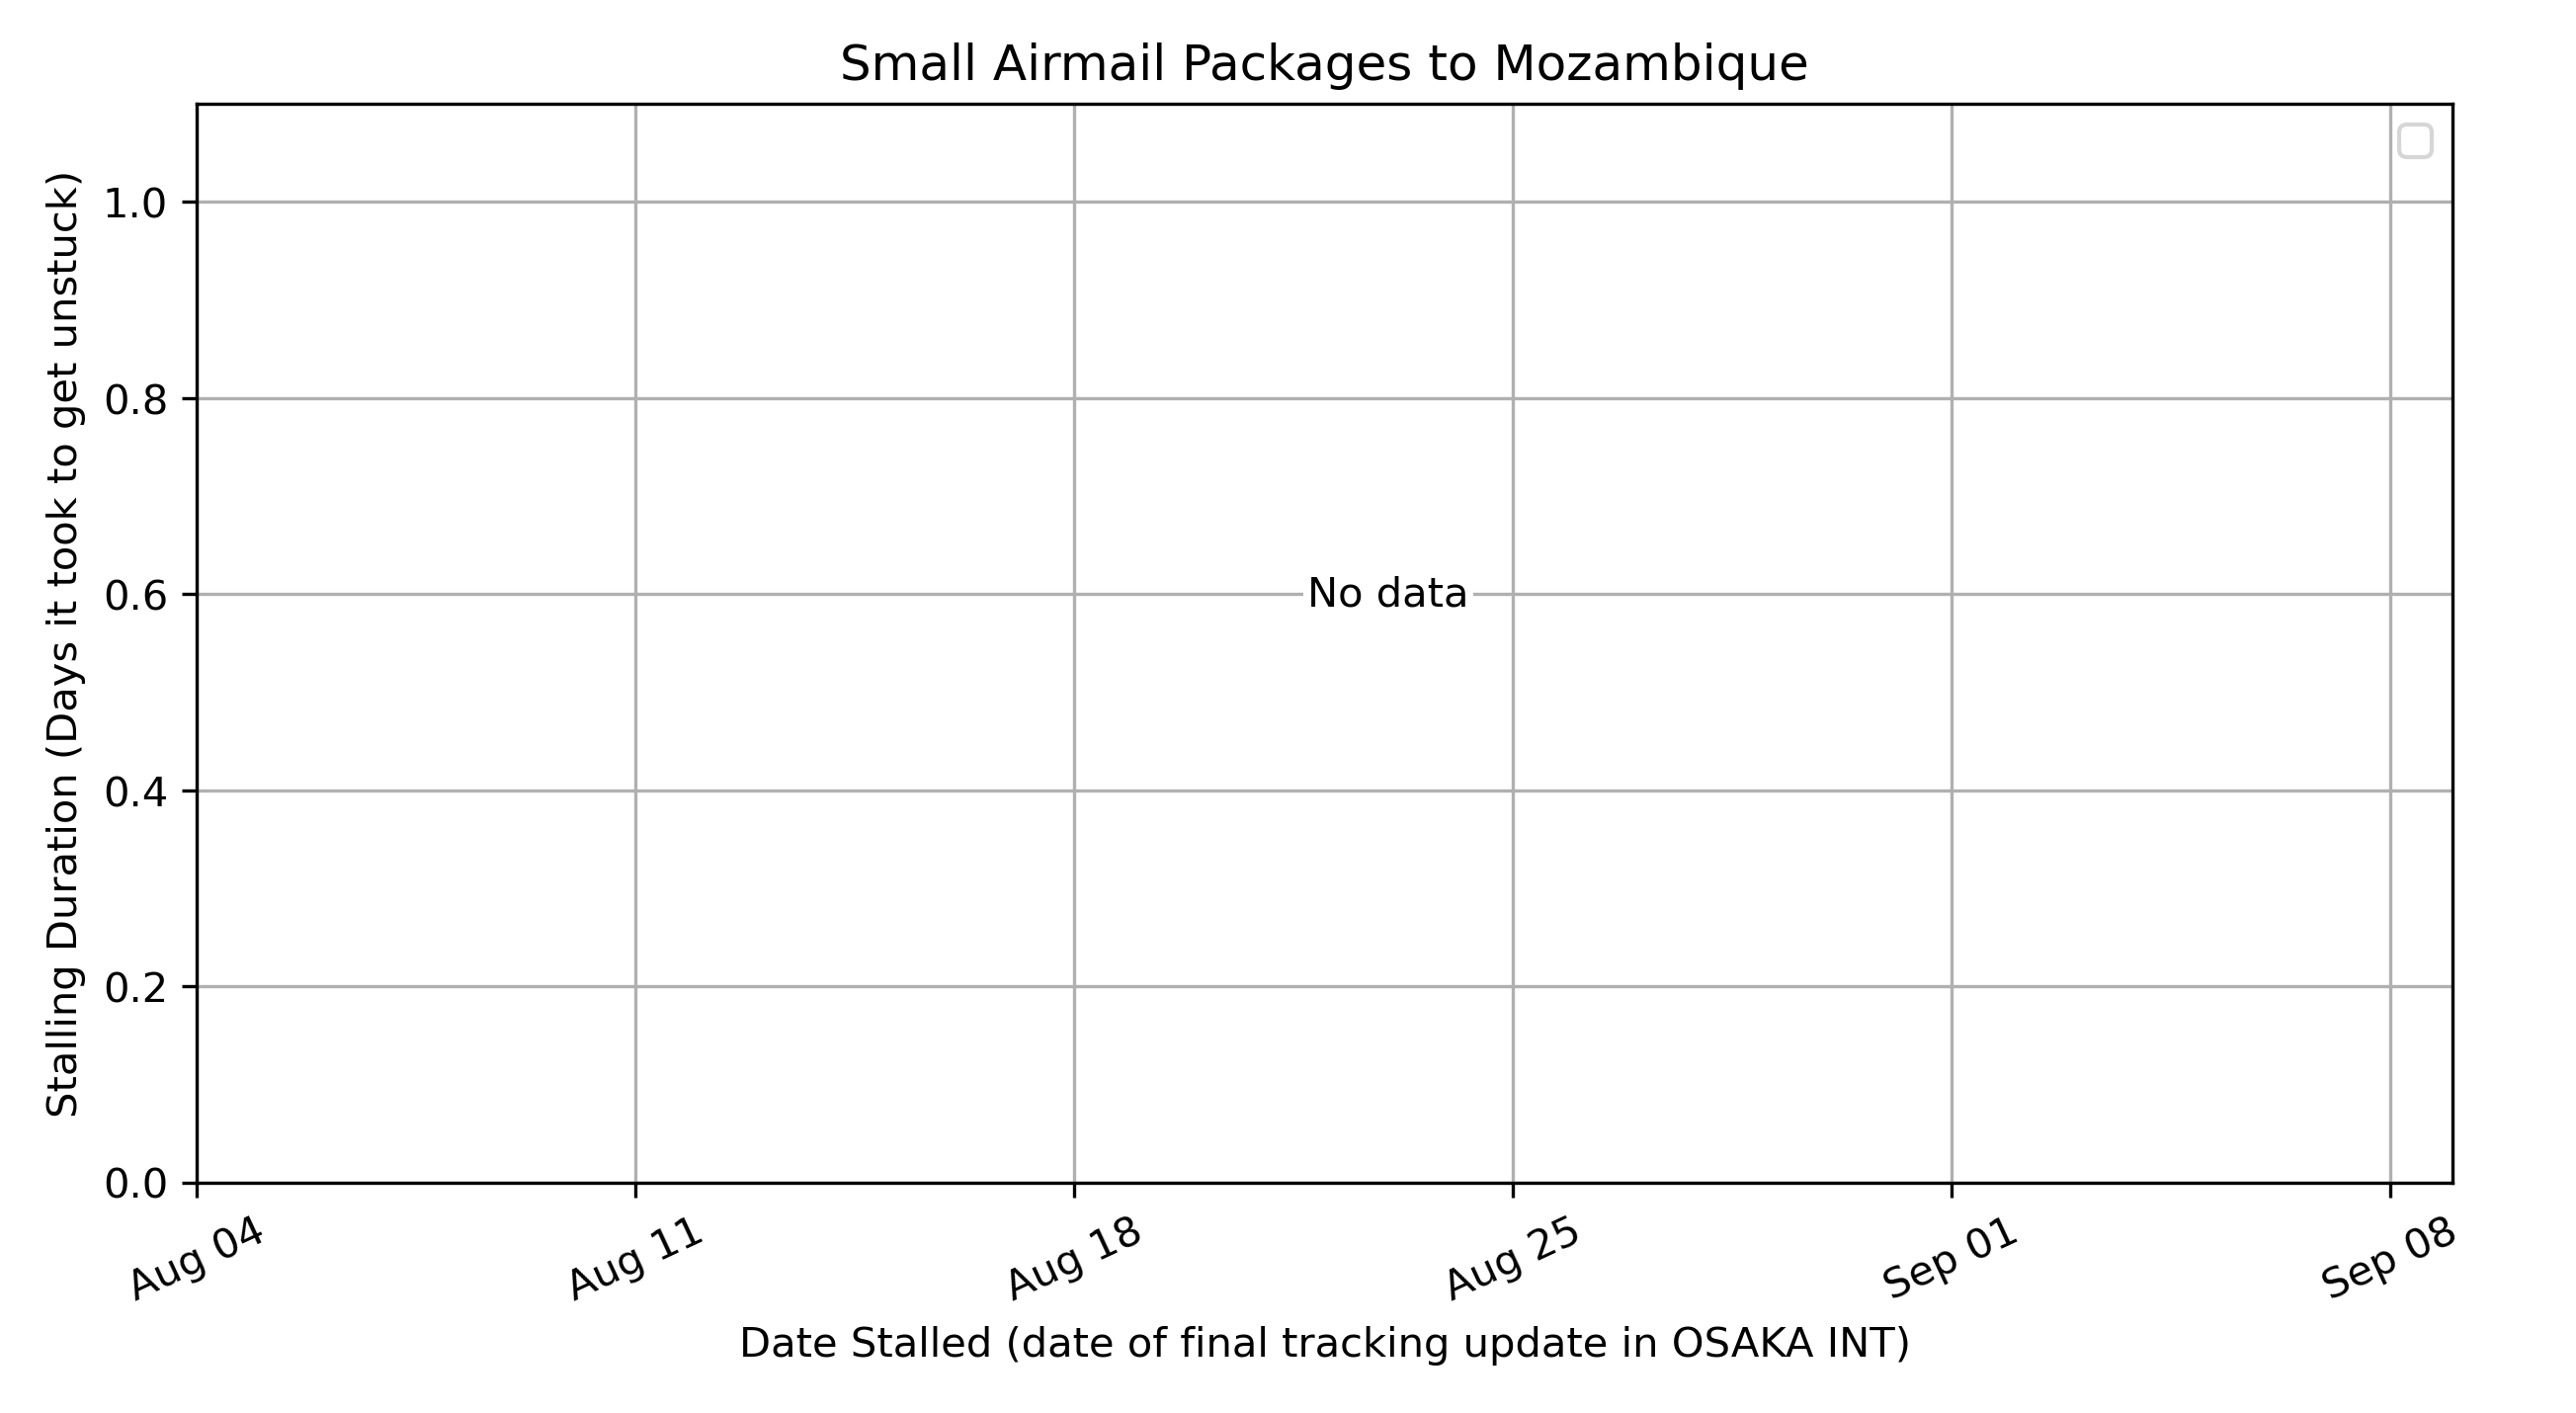 Small Airmail Packages to Mozambique
Stalling Duration (Days it took to get unstuck)
1.0
0.8
0.6
0.4
0.2
0.0
No data
Aug 04
Aug 11
Aug 18
Aug 25
Sep 01
Sep 08
Date Stalled (date of final tracking update in OSAKA INT)